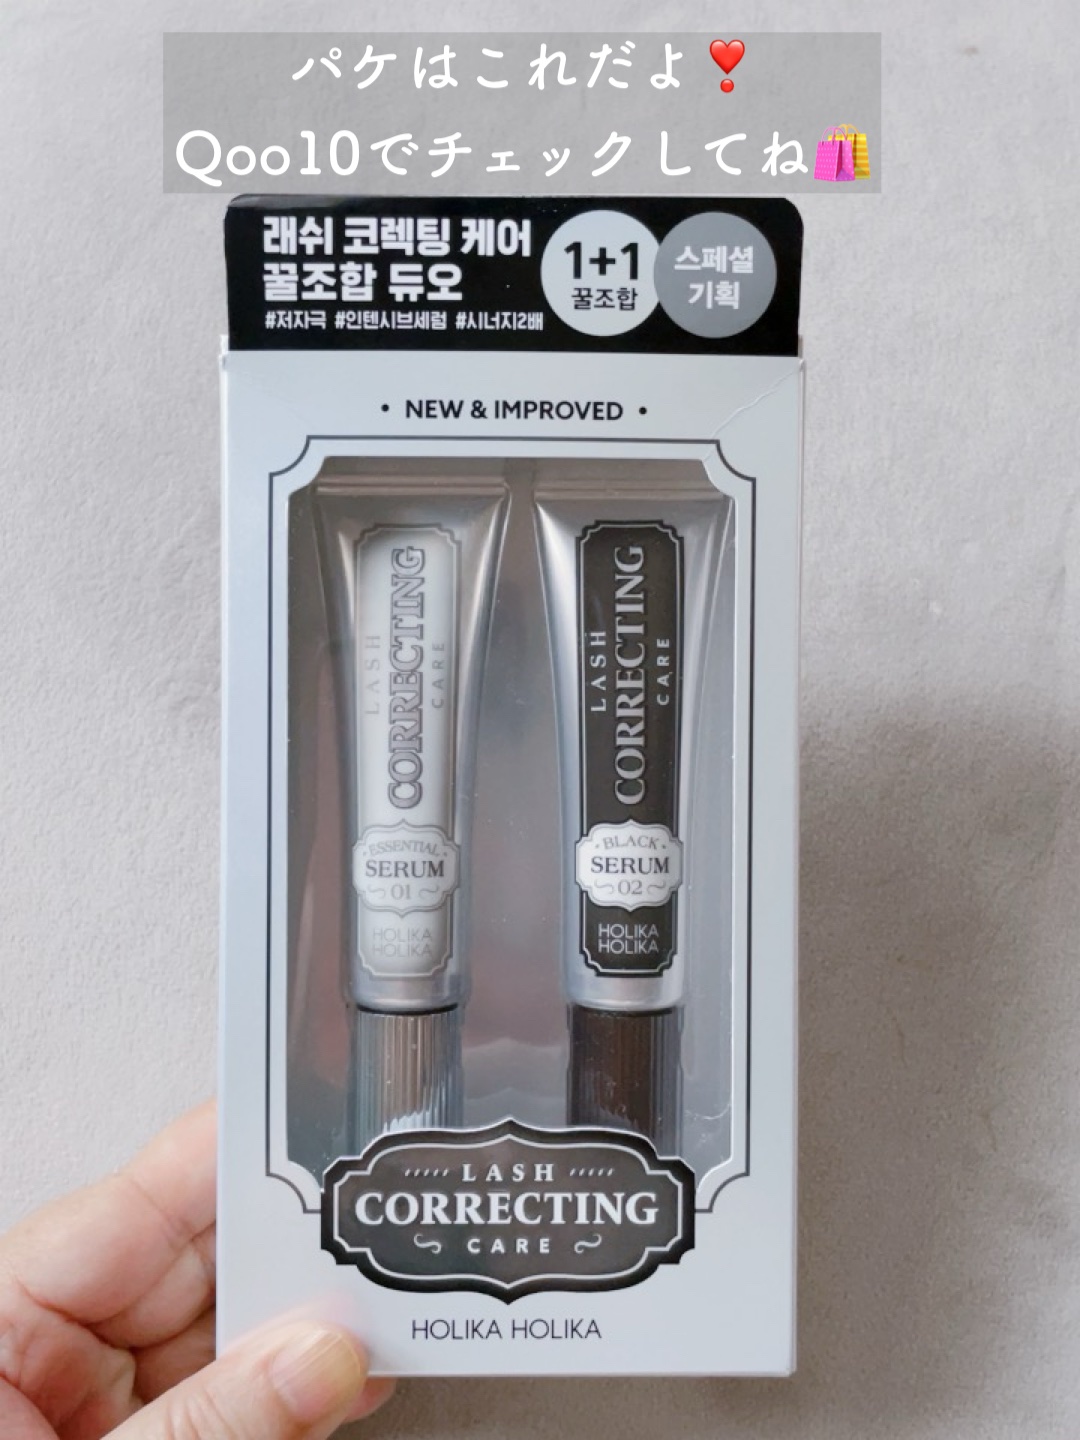 パケはこれだよ❣️
Qoo10でチェックしてね🛍️
래쉬 코렉팅 케어
꿀조합 듀오
#저자극 #인텐시브세럼 #시너지2배
1+1
꿀조합
스페셜
기획
• NEW & IMPROVED •
LASH
CORRECTING
CARE
ESSENTIAL
SERUM
01
HOLIKA
HOLIKA
LASH
CORRECTING
CARE
BLACK
SERUM
02
HOLIKA
HOLIKA
LASH
CORRECTING
CARE
HOLIKA HOLIKA